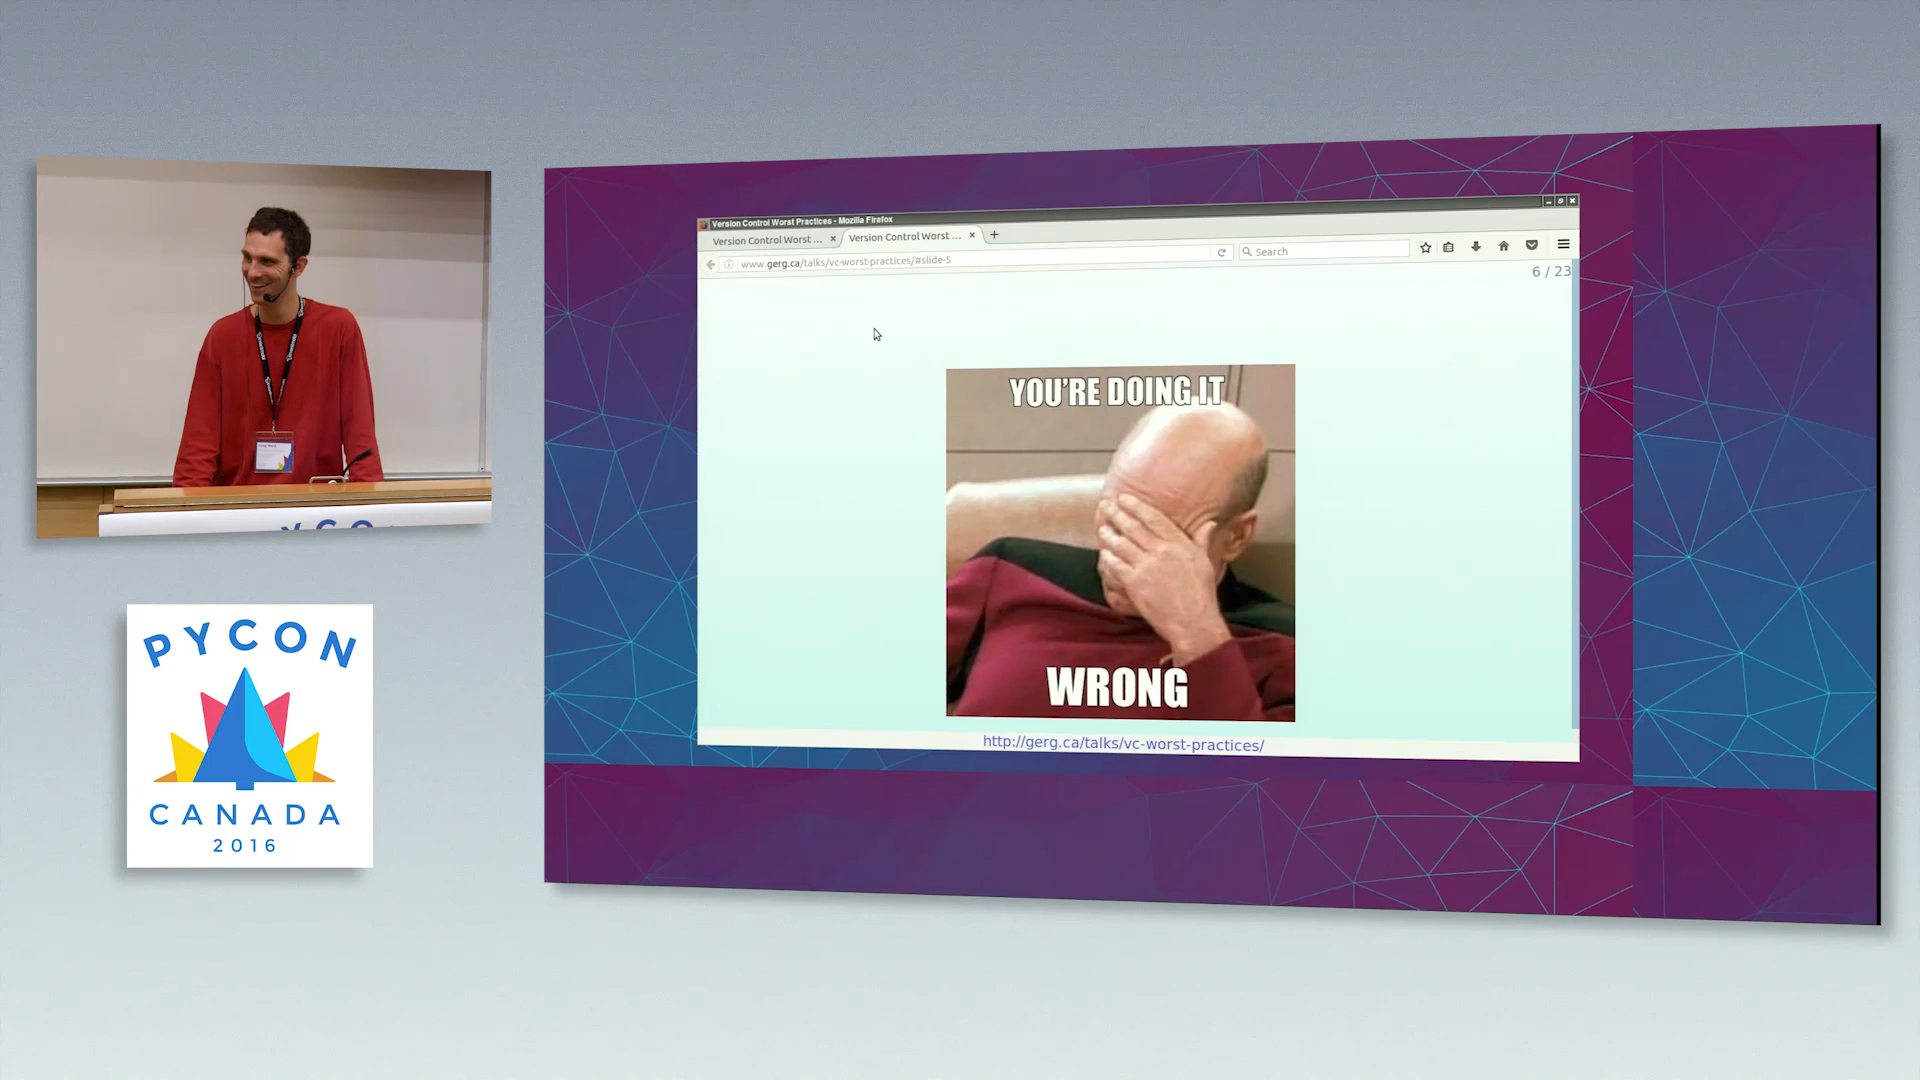 PYCON
CANADA
2016
Version Control Worst Practices - Mozilla Firefox
Version Control Worst ...
Version Control Worst ...
www.gerg.ca/talks/vc-worst-practices/#slide-5
Search
6 / 23
YOU'RE DOING IT
WRONG
http://gerg.ca/talks/vc-worst-practices/